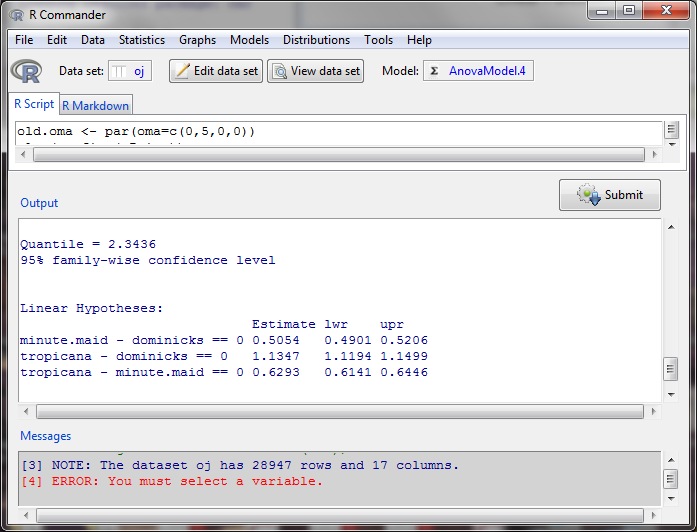 R Commander
File Edit Data Statistics Graphs Models Distributions Tools Help
Data set: oj Edit data set View data set Model: Σ AnovaModel.4
R Script R Markdown
old.oma <- par(oma=c(0,5,0,0))
Submit
Output
Quantile = 2.3436
95% family-wise confidence level
Linear Hypotheses:
Estimate lwr upr
minute.maid - dominicks == 0 0.5054 0.4901 0.5206
tropicana - dominicks == 0 1.1347 1.1194 1.1499
tropicana - minute.maid == 0 0.6293 0.6141 0.6446
Messages
[3] NOTE: The dataset oj has 28947 rows and 17 columns.
[4] ERROR: You must select a variable.